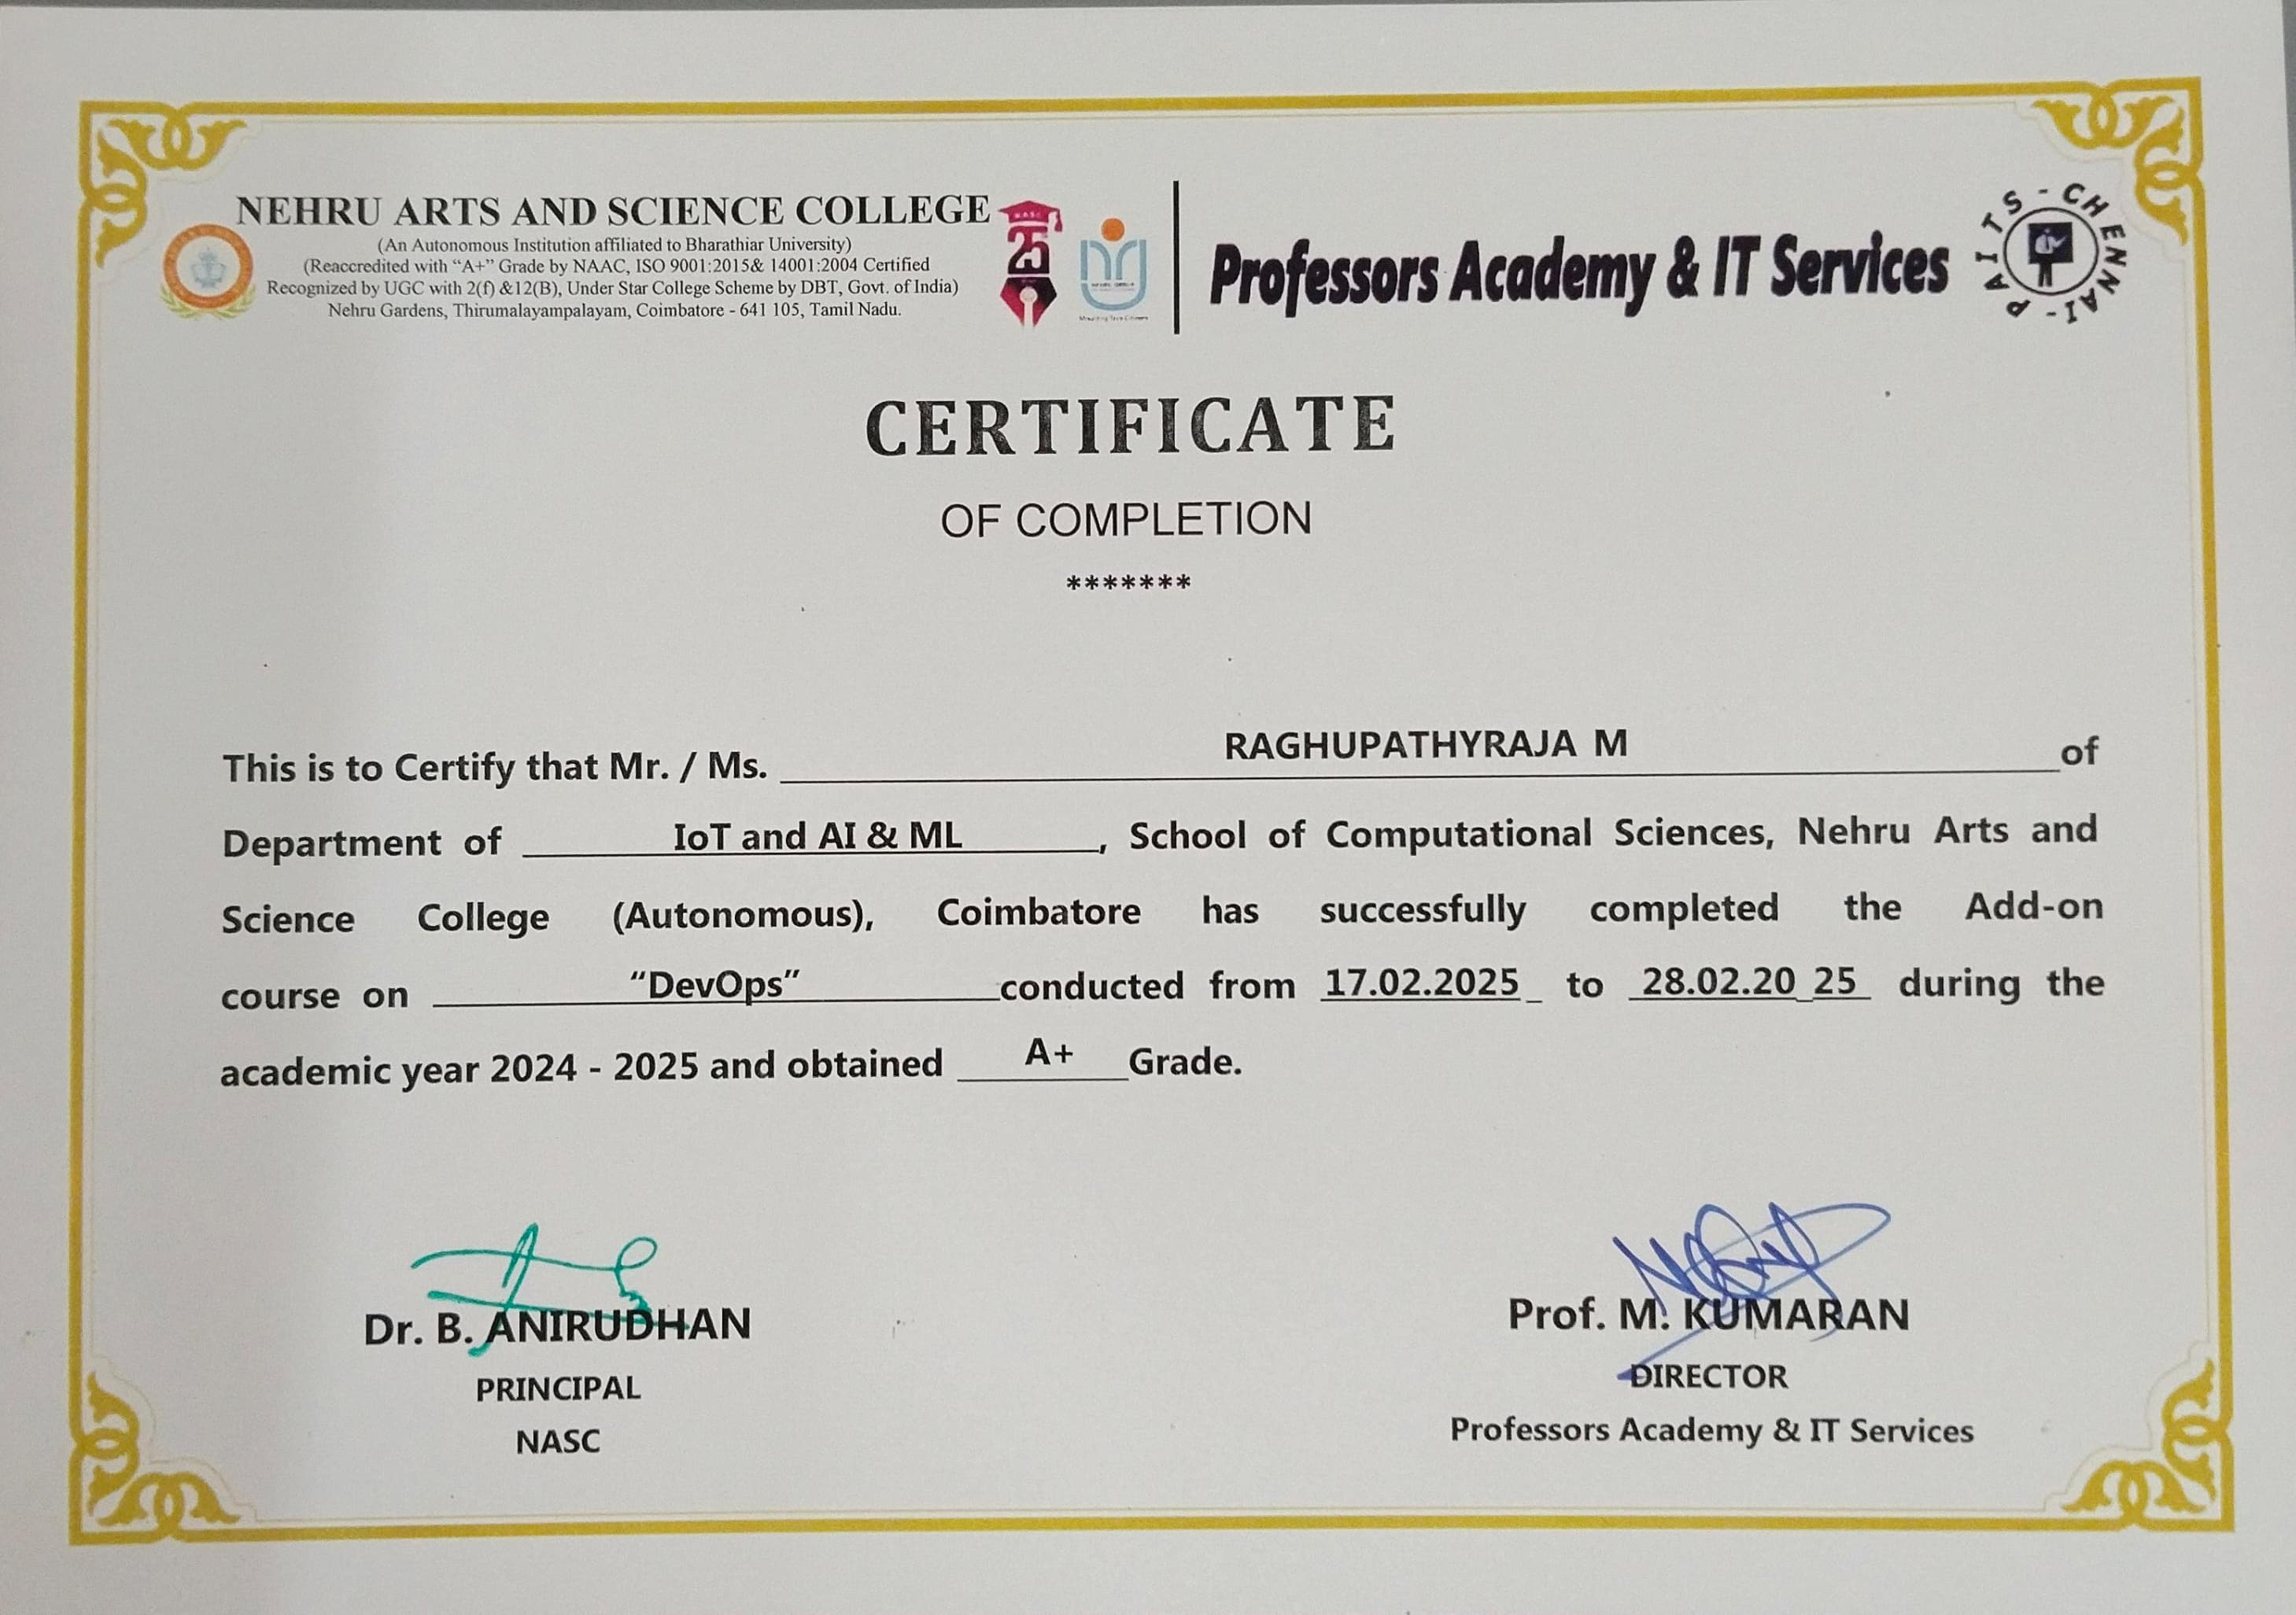 NEHRU ARTS AND SCIENCE COLLEGE
(An Autonomous Institution affiliated to Bharathiar University)
(Reaccredited with “A+” Grade by NAAC, ISO 9001:2015& 14001:2004 Certified
Recognized by UGC with 2(f) &12(B), Under Star College Scheme by DBT, Govt. of India)
Nehru Gardens, Thirumalayampalayam, Coimbatore - 641 105, Tamil Nadu.
25
Professors Academy & IT Services
PAITS - CHENNAI -
CERTIFICATE
OF COMPLETION
*******
This is to Certify that Mr. / Ms. RAGHUPATHYRAJA M of
Department of IoT and AI & ML, School of Computational Sciences, Nehru Arts and
Science College (Autonomous), Coimbatore has successfully completed the Add-on
course on “DevOps” conducted from 17.02.2025_ to 28.02.20_25 during the
academic year 2024 - 2025 and obtained A+ Grade.
Dr. B. ANIRUDHAN
PRINCIPAL
NASC
Prof. M. KUMARAN
DIRECTOR
Professors Academy & IT Services